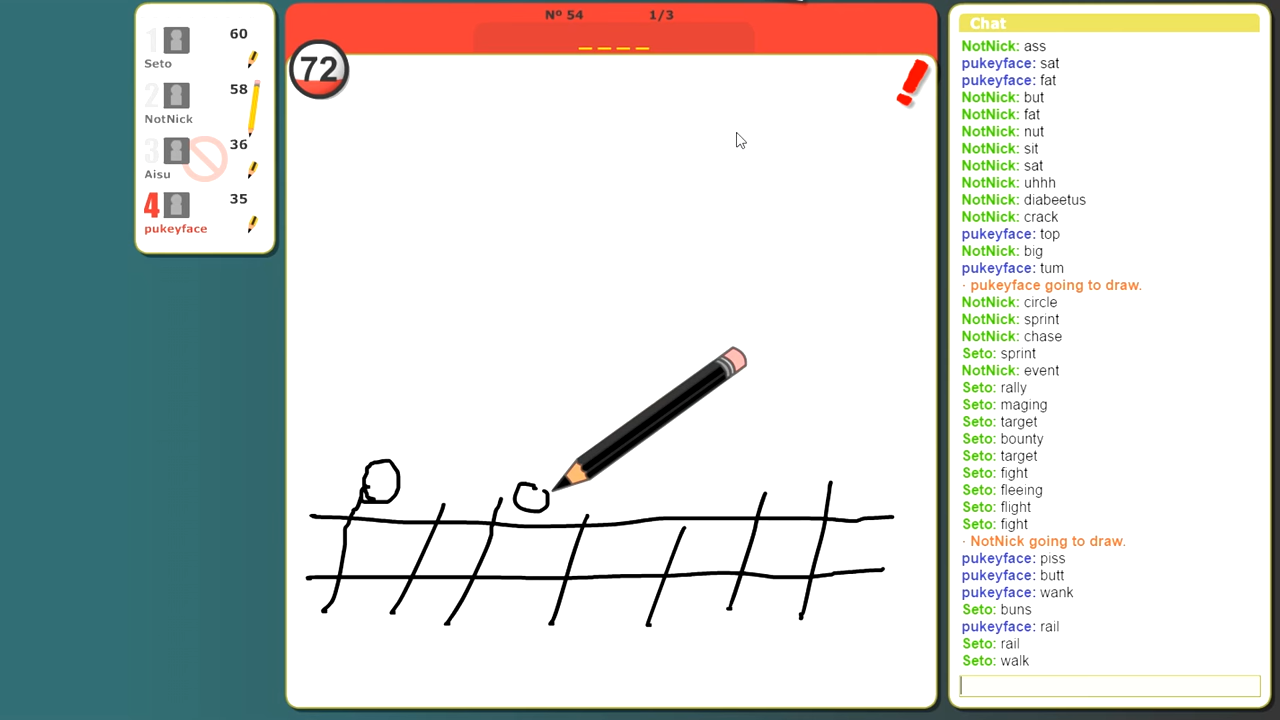 1
60
Seto
2
58
NotNick
3
36
Aisu
4
35
pukeyface
Nº 54
1/3
_ _ _ _
72
!
Chat
NotNick: ass
pukeyface: sat
pukeyface: fat
NotNick: but
NotNick: fat
NotNick: nut
NotNick: sit
NotNick: sat
NotNick: uhhh
NotNick: diabeetus
NotNick: crack
pukeyface: top
NotNick: big
pukeyface: tum
· pukeyface going to draw.
NotNick: circle
NotNick: sprint
NotNick: chase
Seto: sprint
NotNick: event
Seto: rally
Seto: maging
Seto: target
Seto: bounty
Seto: target
Seto: fight
Seto: fleeing
Seto: flight
Seto: fight
· NotNick going to draw.
pukeyface: piss
pukeyface: butt
pukeyface: wank
Seto: buns
pukeyface: rail
Seto: rail
Seto: walk